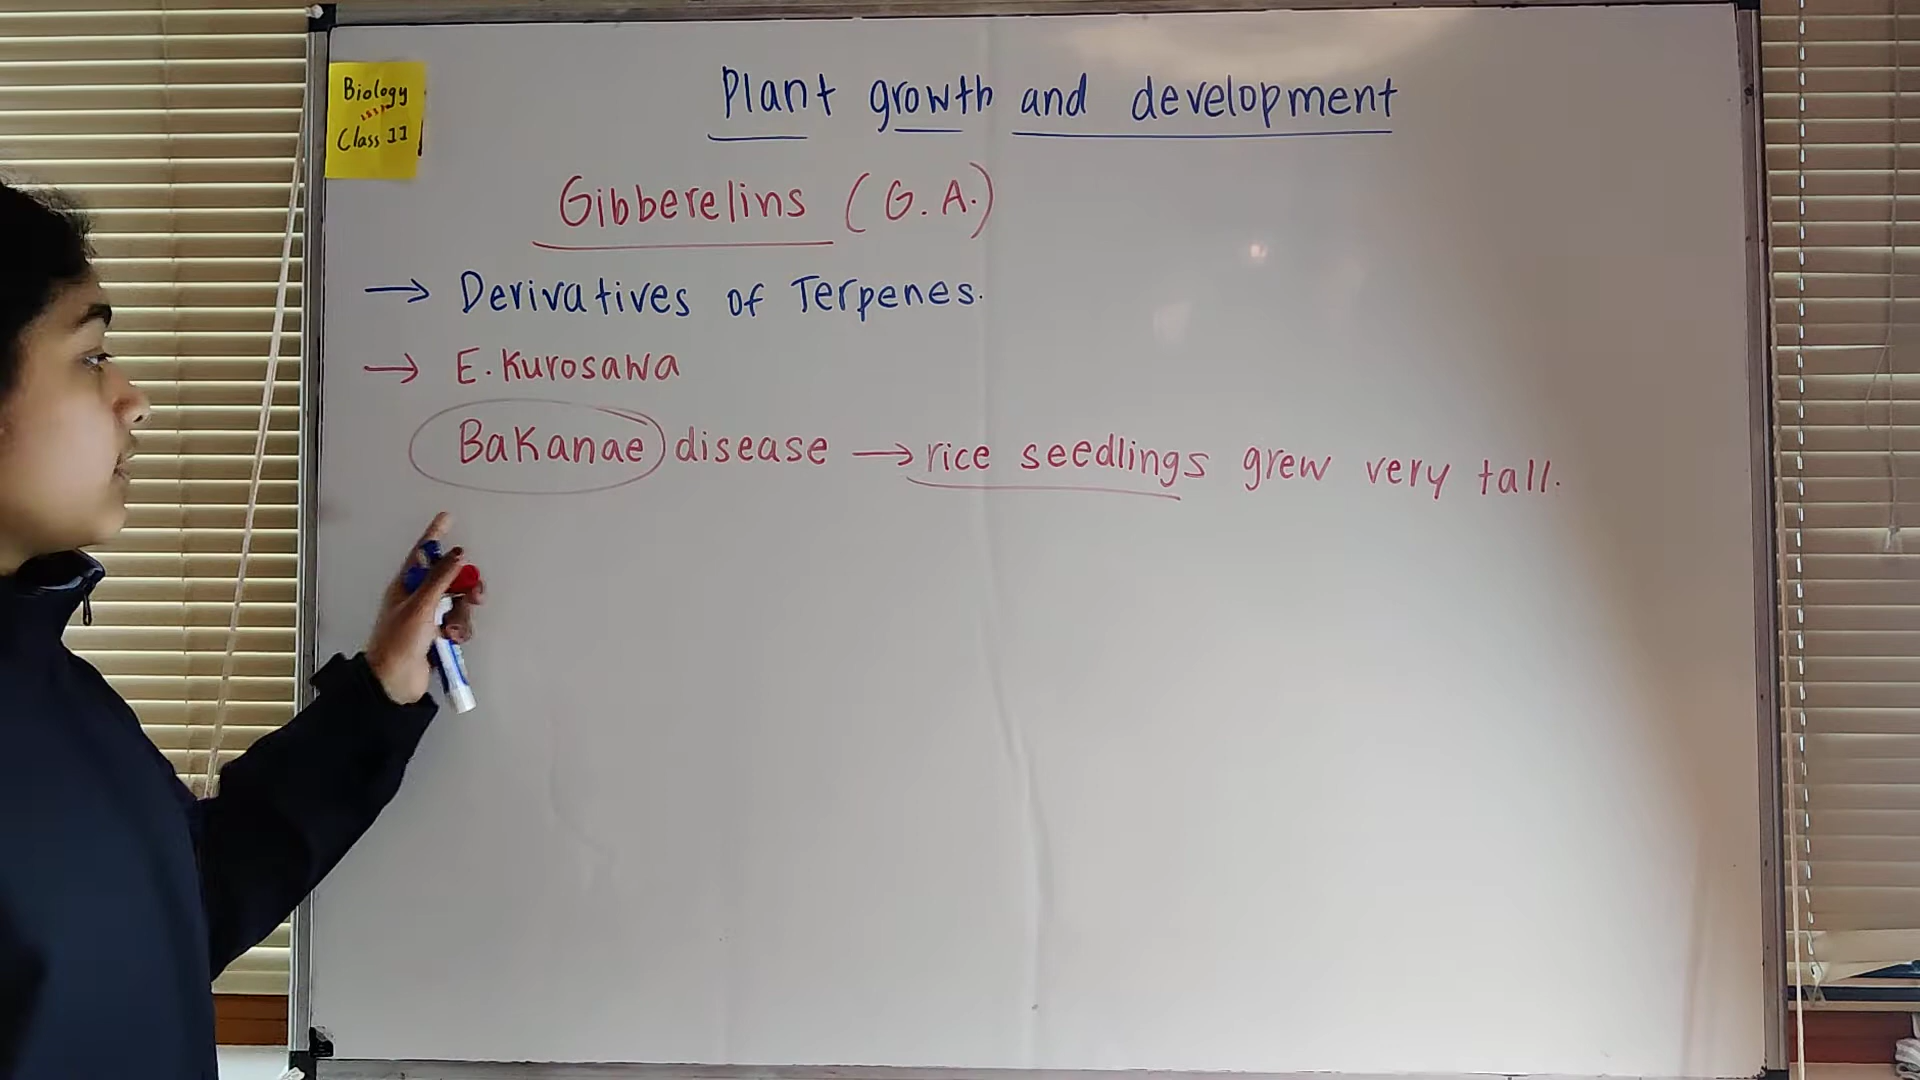 Biology
Class 11
Plant growth and development
Gibberelins (G.A.)
→ Derivatives of Terpenes.
→ E. Kurosawa
Bakanae disease → rice seedlings grew very tall.